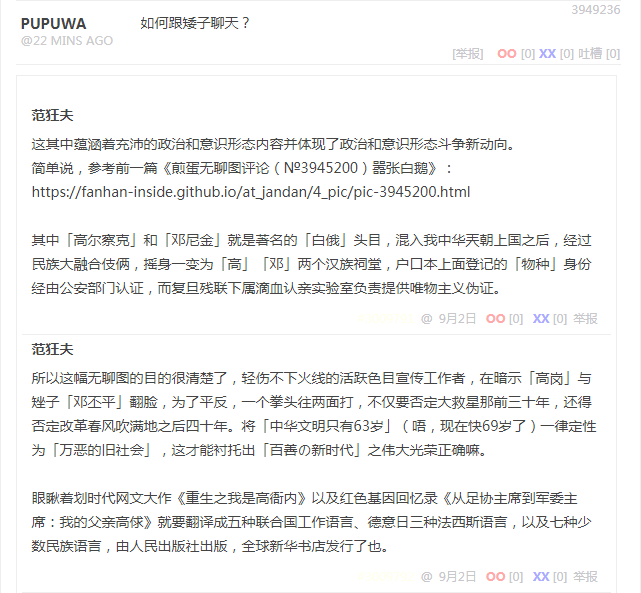 3949236
PUPUWA 如何跟矮子聊天？
@22 MINS AGO
[举报] OO [0] XX [0] 吐槽 [0]
范狂夫
这其中蕴涵着充沛的政治和意识形态内容并体现了政治和意识形态斗争新动向。
简单说，参考前一篇《煎蛋无聊图评论（№3945200）嚣张白鹅》：
https://fanhan-inside.github.io/at_jandan/4_pic/pic-3945200.html
其中「高尔察克」和「邓尼金」就是著名的「白俄」头目，混入我中华天朝上国之后，经过
民族大融合伎俩，摇身一变为「高」「邓」两个汉族祠堂，户口本上面登记的「物种」身份
经由公安部门认证，而复旦残联下属滴血认亲实验室负责提供唯物主义伪证。
@ 9月2日 OO [0] XX [0] 举报
范狂夫
所以这幅无聊图的目的很清楚了，轻伤不下火线的活跃色目宣传工作者，在暗示「高岗」与
矬子「邓丕平」翻脸，为了平反，一个拳头往两面打，不仅要否定大救星那前三十年，还得
否定改革春风吹满地之后四十年。将「中华文明只有63岁」（唔，现在快69岁了）一律定性
为「万恶的旧社会」，这才能衬托出「百善の新时代」之伟大光荣正确嘛。
眼瞅着划时代网文大作《重生之我是高衙内》以及红色基因回忆录《从足协主席到军委主
席：我的父亲高俅》就要翻译成五种联合国工作语言、德意日三种法西斯语言，以及七种少
数民族语言，由人民出版社出版，全球新华书店发行了也。
@ 9月2日 OO [0] XX [0] 举报